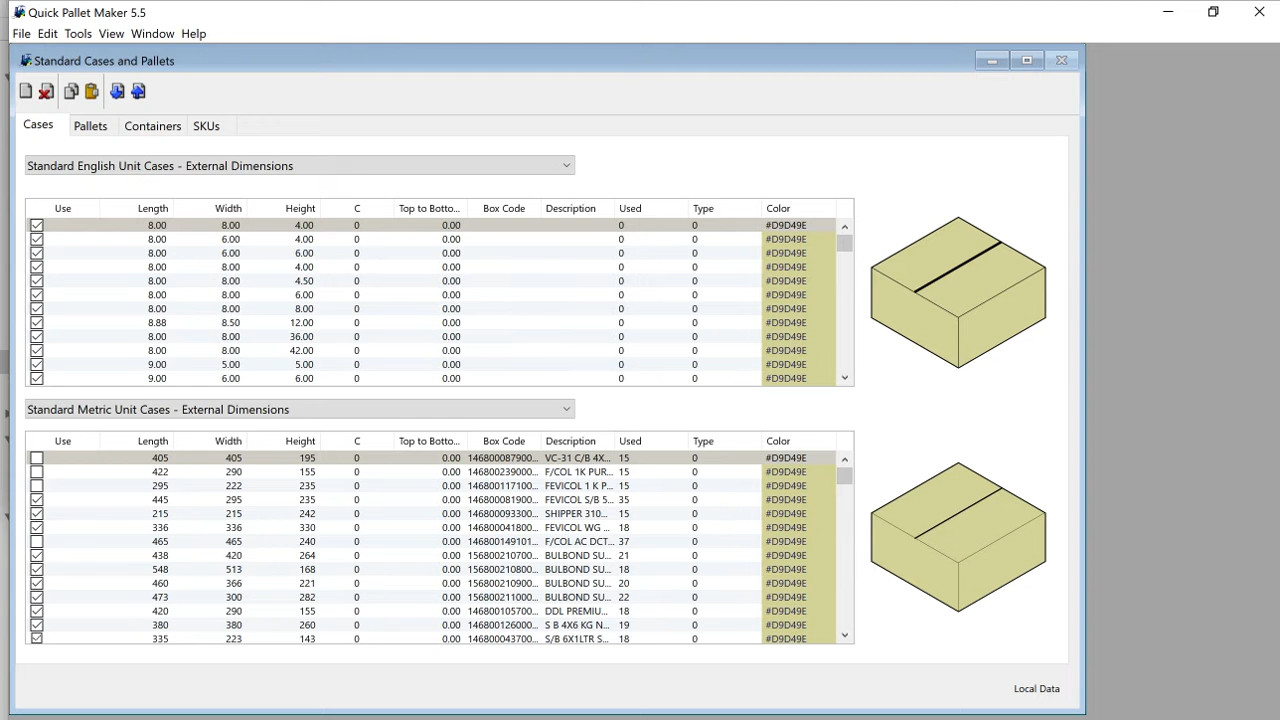 Quick Pallet Maker 5.5
File Edit Tools View Window Help
Standard Cases and Pallets
Cases Pallets Containers SKUs
Standard English Unit Cases - External Dimensions
Use Length Width Height C Top to Botto... Box Code Description Used Type Color
8.00 8.00 4.00 0 0.00 0 0 #D9D49E
8.00 6.00 4.00 0 0.00 0 0 #D9D49E
8.00 6.00 6.00 0 0.00 0 0 #D9D49E
8.00 8.00 4.00 0 0.00 0 0 #D9D49E
8.00 8.00 4.50 0 0.00 0 0 #D9D49E
8.00 8.00 6.00 0 0.00 0 0 #D9D49E
8.00 8.00 8.00 0 0.00 0 0 #D9D49E
8.88 8.50 12.00 0 0.00 0 0 #D9D49E
8.00 8.00 36.00 0 0.00 0 0 #D9D49E
8.00 8.00 42.00 0 0.00 0 0 #D9D49E
9.00 5.00 5.00 0 0.00 0 0 #D9D49E
9.00 6.00 6.00 0 0.00 0 0 #D9D49E
Standard Metric Unit Cases - External Dimensions
Use Length Width Height C Top to Botto... Box Code Description Used Type Color
405 405 195 0 0.00 146800087900... VC-31 C/B 4X... 15 0 #D9D49E
422 290 155 0 0.00 146800239000... F/COL 1K PUR... 15 0 #D9D49E
295 222 235 0 0.00 146800117100... FEVICOL 1 K P... 15 0 #D9D49E
445 295 235 0 0.00 146800081900... FEVICOL S/B 5... 35 0 #D9D49E
215 215 242 0 0.00 146800093300... SHIPPER 310... 15 0 #D9D49E
336 336 330 0 0.00 146800041800... FEVICOL WG ... 18 0 #D9D49E
465 465 240 0 0.00 146800149101... F/COL AC DCT... 37 0 #D9D49E
438 420 264 0 0.00 156800210700... BULBOND SU... 21 0 #D9D49E
548 513 168 0 0.00 156800210800... BULBOND SU... 18 0 #D9D49E
460 366 221 0 0.00 156800210900... BULBOND SU... 20 0 #D9D49E
473 300 282 0 0.00 156800211000... BULBOND SU... 22 0 #D9D49E
420 290 155 0 0.00 146800105700... DDL PREMIU... 18 0 #D9D49E
380 380 260 0 0.00 146800126000... S B 4X6 KG N... 19 0 #D9D49E
335 223 143 0 0.00 146800043700... S/B 6X1LTR S... 18 0 #D9D49E
Local Data